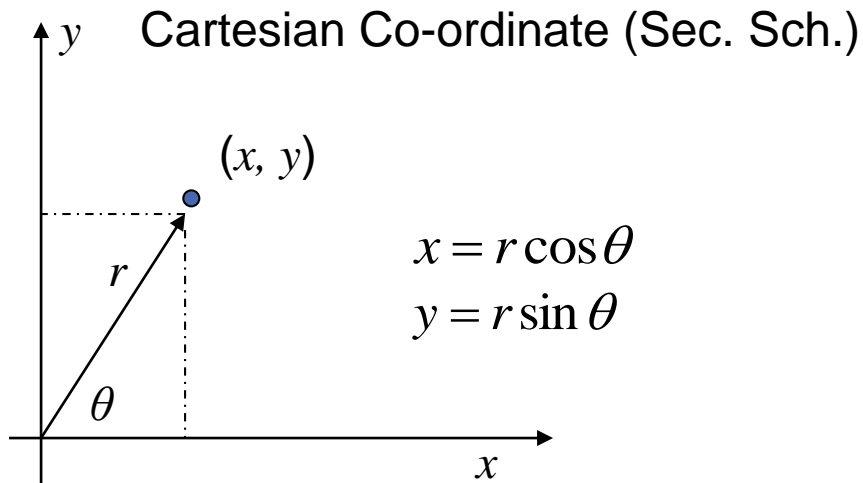 y Cartesian Co-ordinate (Sec. Sch.)
(x, y)
r
x = r cos θ
y = r sin θ
θ
x